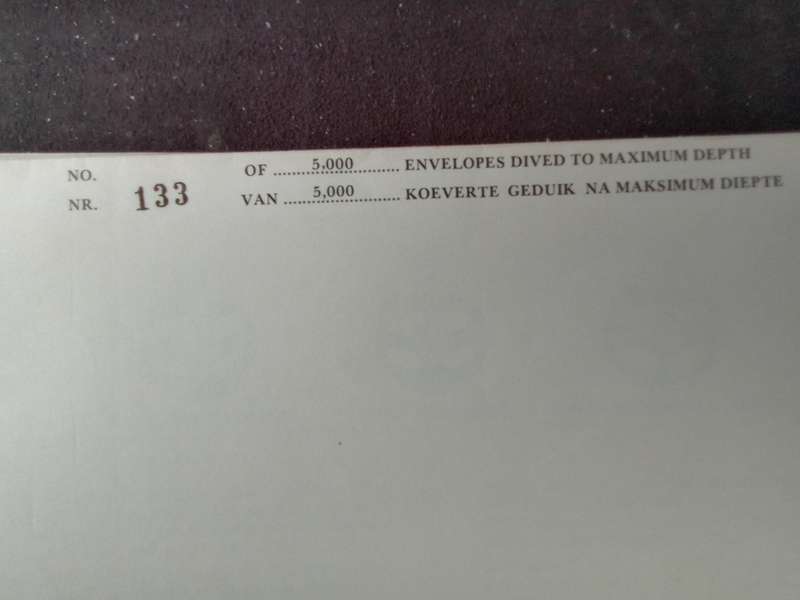 NO. OF ............5,000............ ENVELOPES DIVED TO MAXIMUM DEPTH
NR. 133 VAN ............5,000............ KOEVERTE GEDUIK NA MAKSIMUM DIEPTE